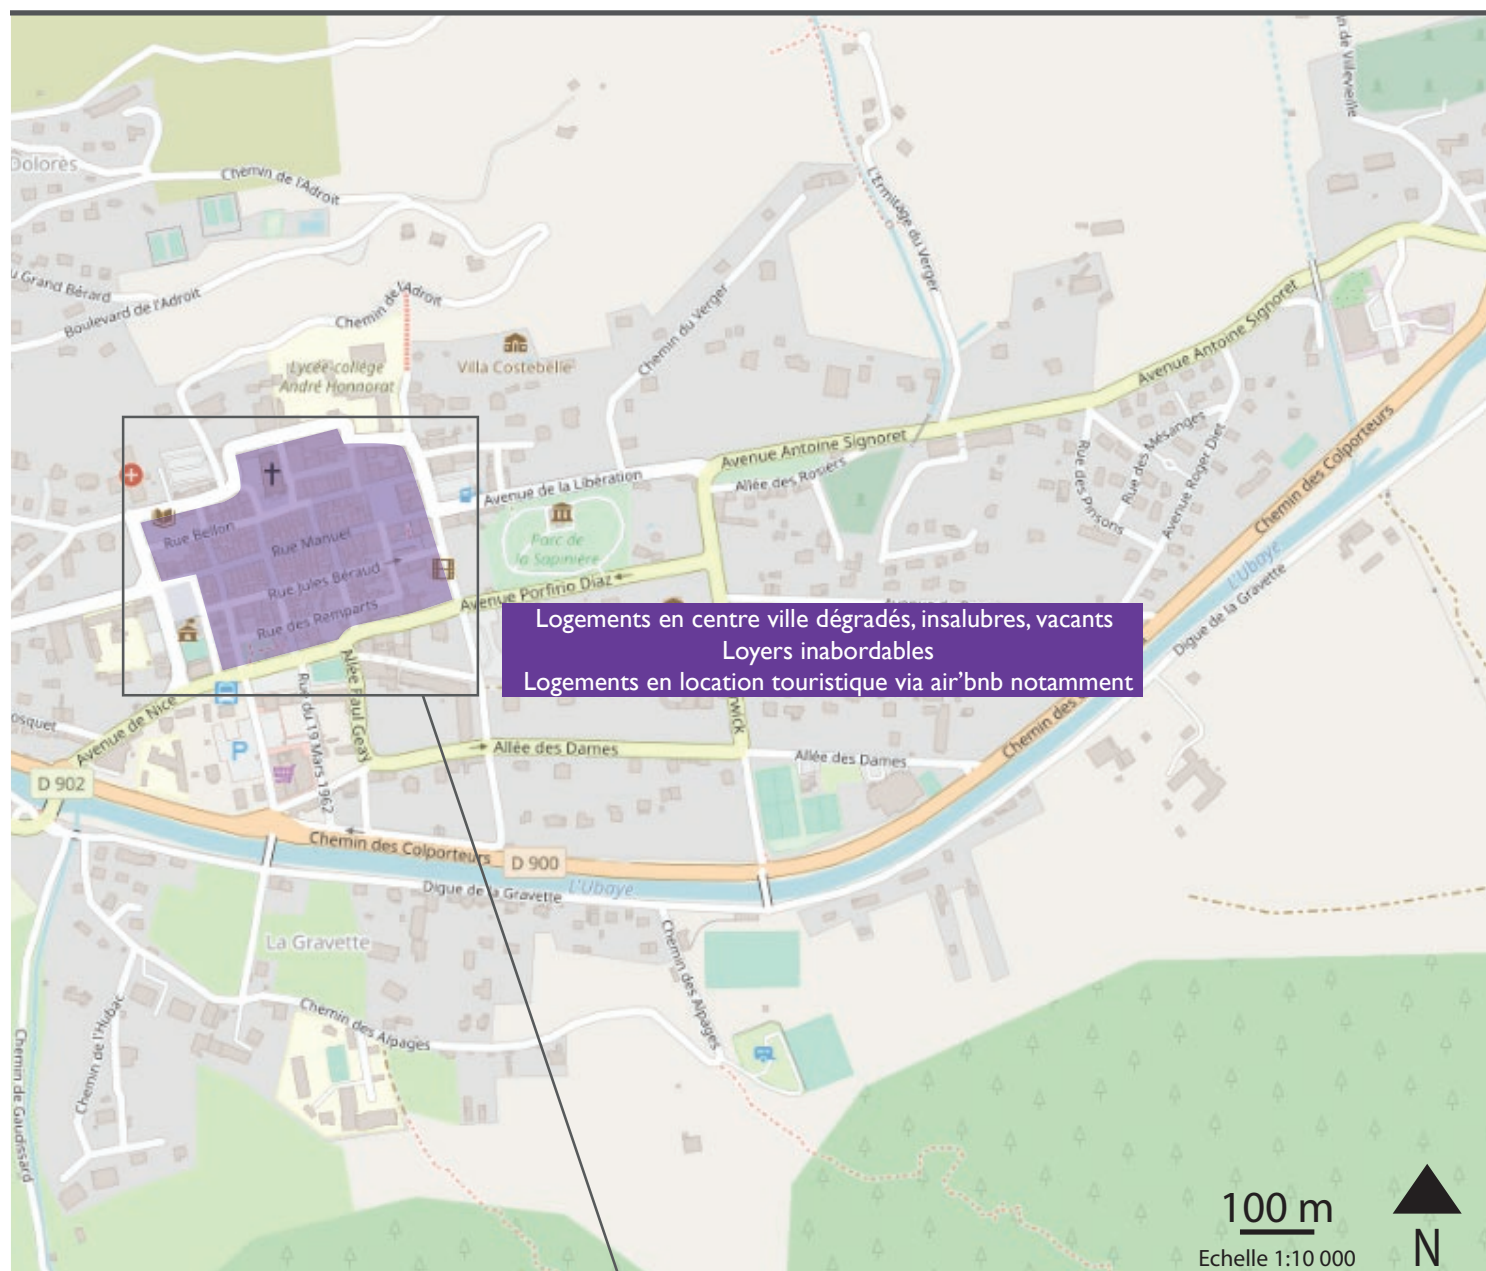 in de Villevieille
Dolorès
Chemin de l'Adroit
L'Ermitage du Verger
u Grand Bérard
Boulevard de l'Adroit
Chemin de l'Adroit
Chemin du Verger
Avenue Antoine Signoret
Lycée-collège
André Honnorat
Villa Costebelle
Avenue Antoine Signoret
Rue des Mésanges
Avenue Roger Diet
Rue des Pinsons
Chemin des Colporteurs
Avenue de la Libération
Allée des Rosiers
Rue Bellon
Rue Manuel
Parc de
la Sapinière
Rue Jules Béraud
Avenue Porfirio Diaz
Rue des Remparts
L'Ubaye
Digue de la Gravette
Logements en centre ville dégradés, insalubres, vacants
Loyers inabordables
Logements en location touristique via air'bnb notamment
Allée Paul Geay
Rue du 19 Mars 1962
osquet
Avenue de Nice
P
rwick
Chemin des
Allée des Dames
Allée des Dames
D 902
Chemin des Colporteurs
D 900
Digue de la Gravette
L'Ubaye
La Gravette
Chemin des Alpages
Chemin de l'Hubac
Chemin des Alpages
Chemin de Gaudissard
100 m
Echelle 1:10 000
N